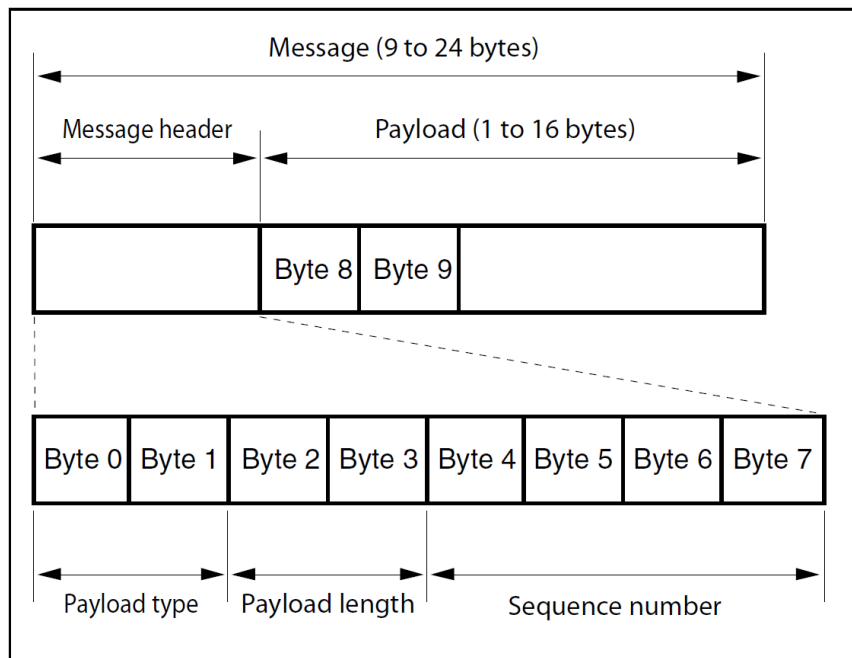 Message (9 to 24 bytes)
Message header
Payload (1 to 16 bytes)
Byte 8
Byte 9
Byte 0
Byte 1
Byte 2
Byte 3
Byte 4
Byte 5
Byte 6
Byte 7
Payload type
Payload length
Sequence number